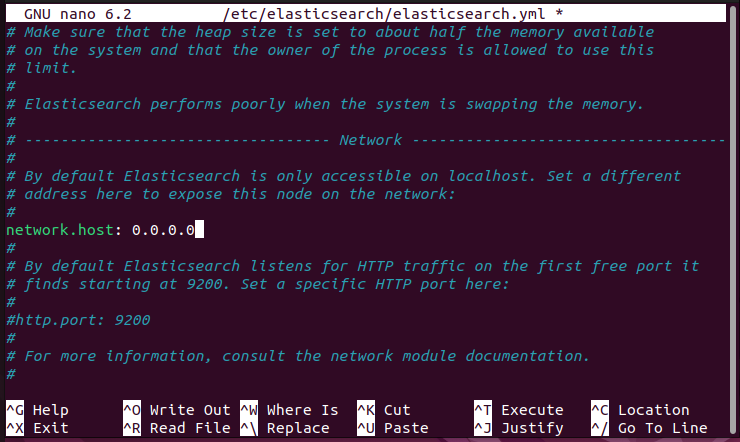 GNU nano 6.2 /etc/elasticsearch/elasticsearch.yml *
# Make sure that the heap size is set to about half the memory available
# on the system and that the owner of the process is allowed to use this
# limit.
#
# Elasticsearch performs poorly when the system is swapping the memory.
#
# ---------------------------------- Network -----------------------------------
#
# By default Elasticsearch is only accessible on localhost. Set a different
# address here to expose this node on the network:
#
network.host: 0.0.0.0
#
# By default Elasticsearch listens for HTTP traffic on the first free port it
# finds starting at 9200. Set a specific HTTP port here:
#
#http.port: 9200
#
# For more information, consult the network module documentation.
#
^G Help ^O Write Out ^W Where Is ^K Cut ^T Execute ^C Location
^X Exit ^R Read File ^\ Replace ^U Paste ^J Justify ^/ Go To Line